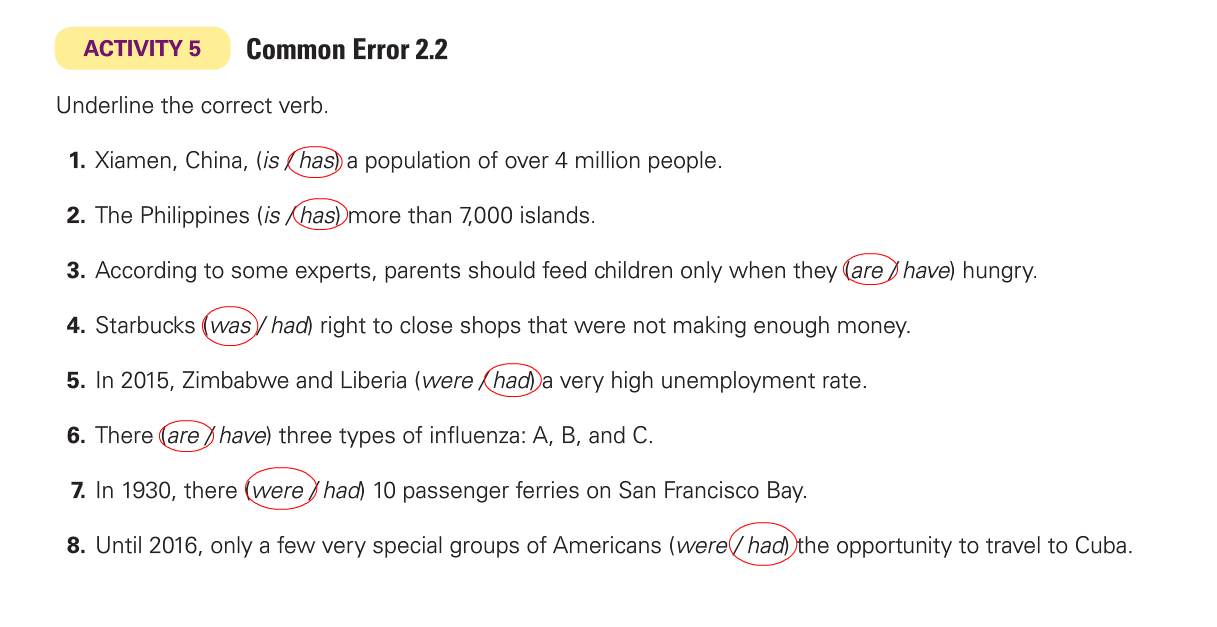 ACTIVITY 5 Common Error 2.2
Underline the correct verb.
1. Xiamen, China, (is / has) a population of over 4 million people.
2. The Philippines (is / has) more than 7,000 islands.
3. According to some experts, parents should feed children only when they (are / have) hungry.
4. Starbucks (was / had) right to close shops that were not making enough money.
5. In 2015, Zimbabwe and Liberia (were / had) a very high unemployment rate.
6. There (are / have) three types of influenza: A, B, and C.
7. In 1930, there (were / had) 10 passenger ferries on San Francisco Bay.
8. Until 2016, only a few very special groups of Americans (were / had) the opportunity to travel to Cuba.